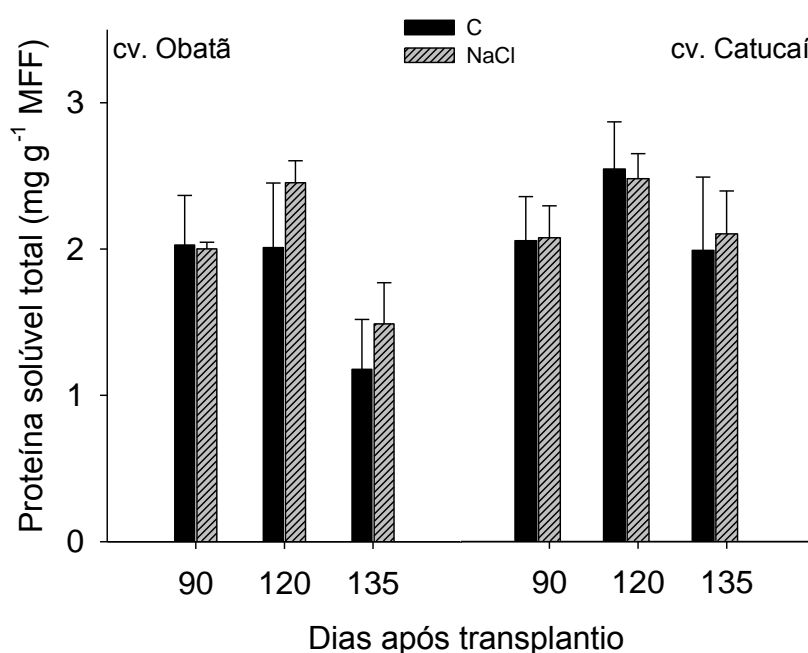 cv. Obatã
C
NaCl
cv. Catucaí
Proteína solúvel total (mg g⁻¹ MFF)
3
2
1
0
90 120 135 90 120 135
Dias após transplantio